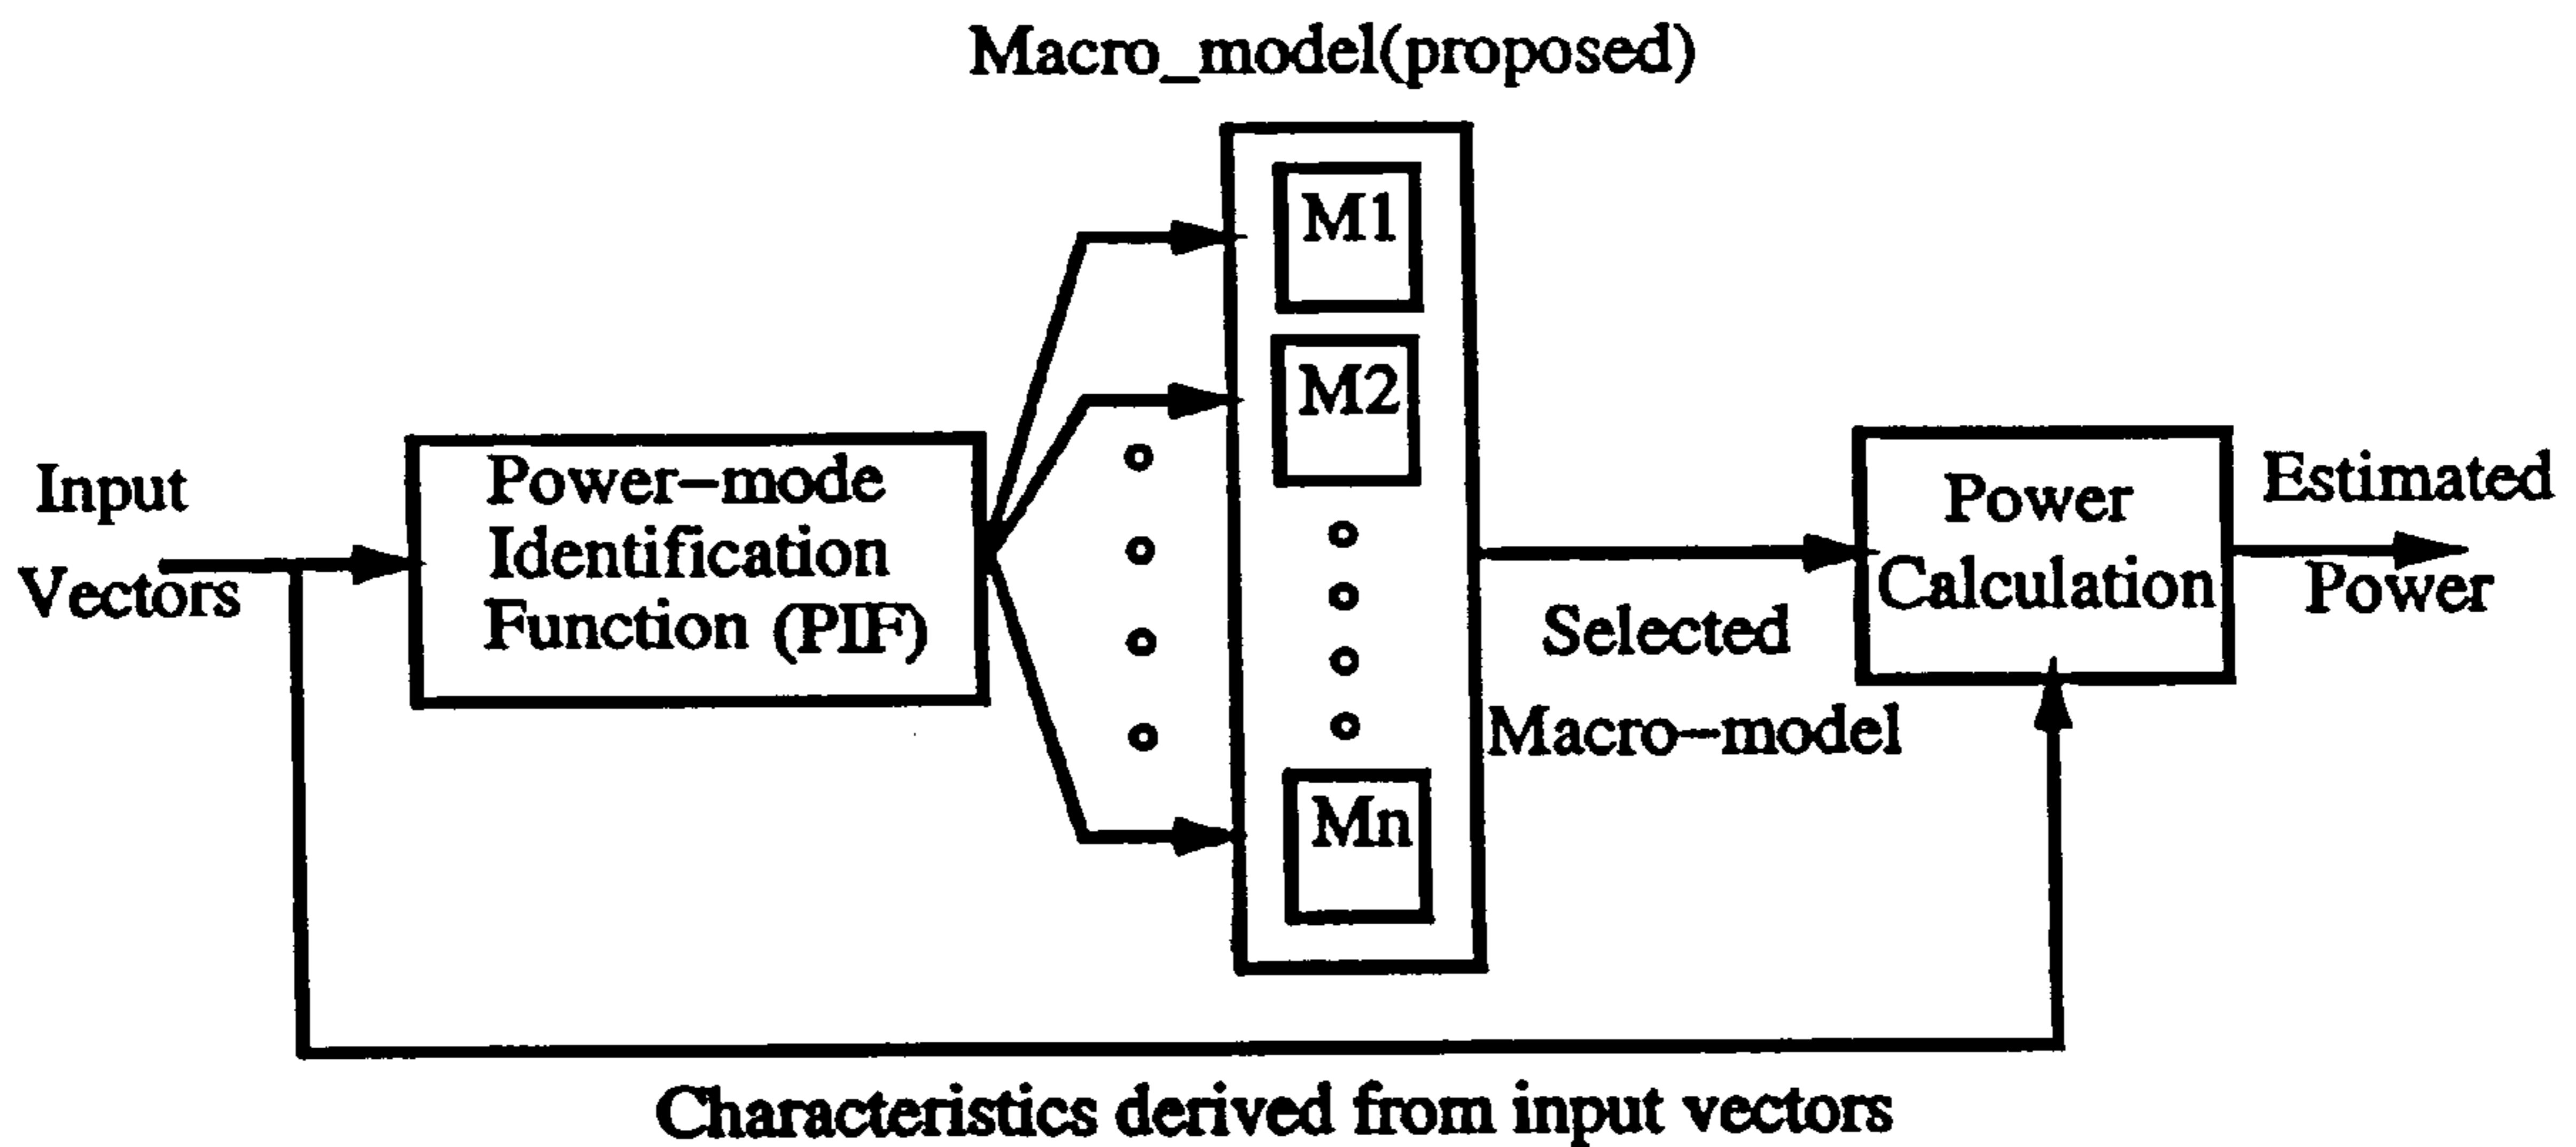 Macro_model(proposed)
M1
M2
Mn
Input
Vectors
Power-mode
Identification
Function (PIF)
Selected
Macro-model
Power
Calculation
Estimated
Power
Characteristics derived from input vectors